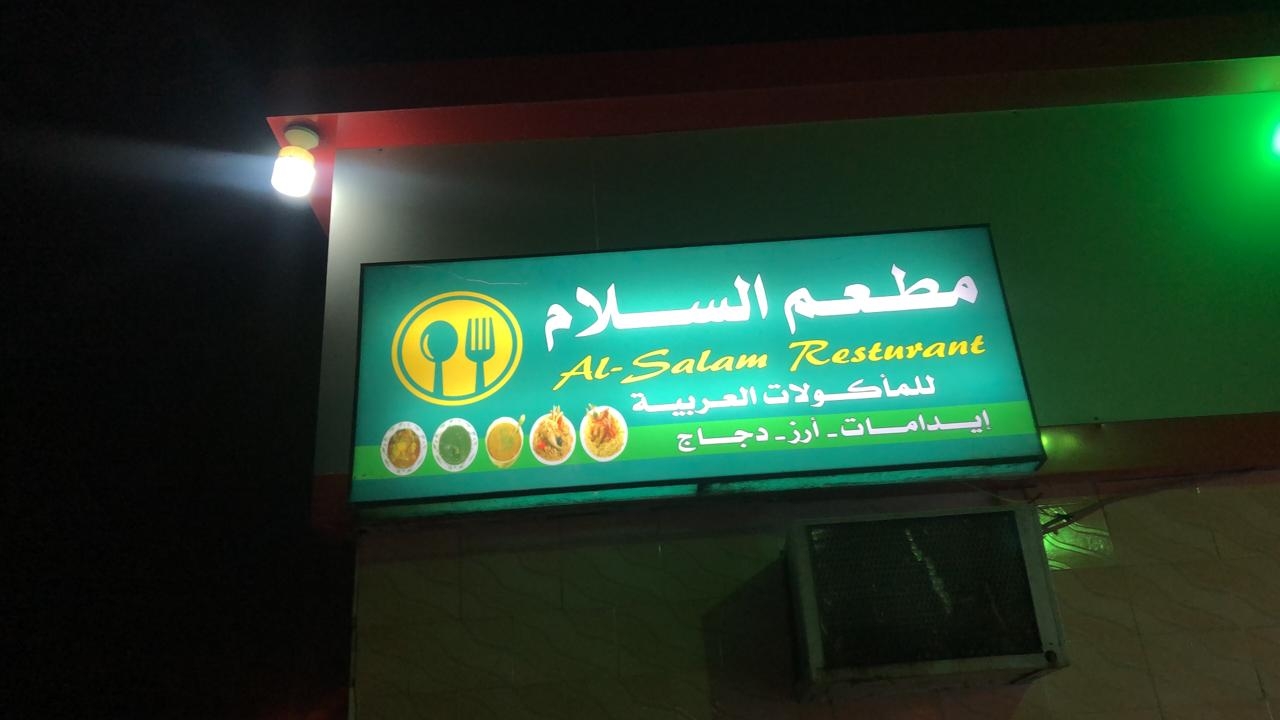 مطعم السلام
Al-Salam Resturant
للمأكولات العربية
إيدامات - أرز - دجاج